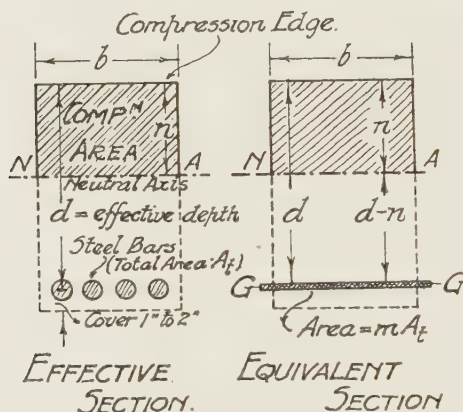 Compression Edge.
b
b
COMPᴺ
AREA
n
n
N
A
N
A
Neutral Axis
d = effective depth
d
d-n
Steel Bars
(Total Area = At)
G
G
Cover 1" to 2"
Area = m At
EFFECTIVE
SECTION.
EQUIVALENT
SECTION